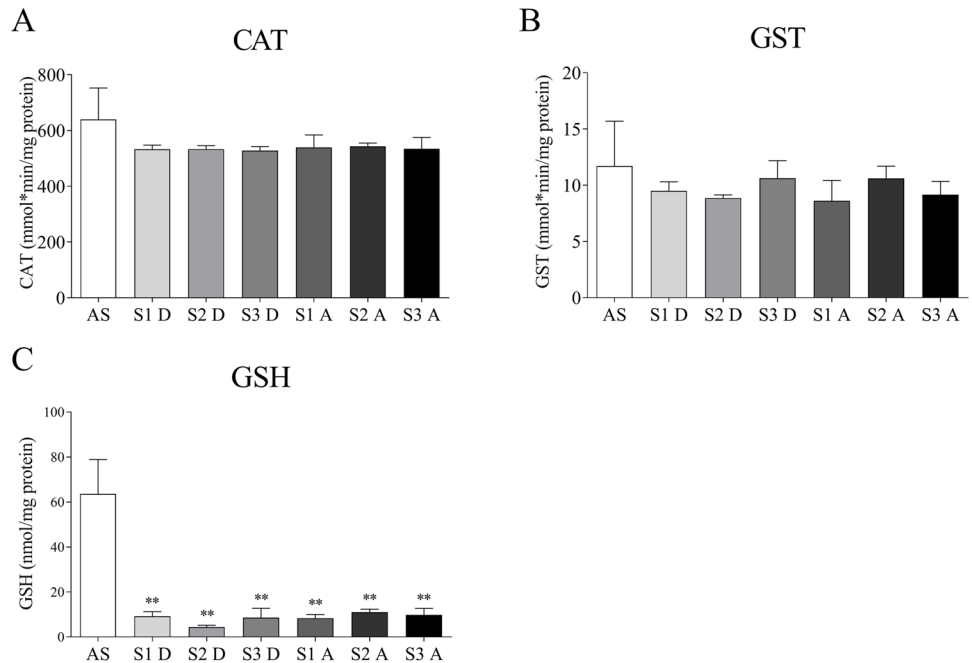 A
CAT
CAT (mmol*min/mg protein)
800
600
400
200
0
AS S1 D S2 D S3 D S1 A S2 A S3 A
B
GST
GST (mmol*min/mg protein)
20
15
10
5
0
AS S1 D S2 D S3 D S1 A S2 A S3 A
C
GSH
GSH (nmol/mg protein)
100
80
60
40
20
0
** ** ** ** ** **
AS S1 D S2 D S3 D S1 A S2 A S3 A